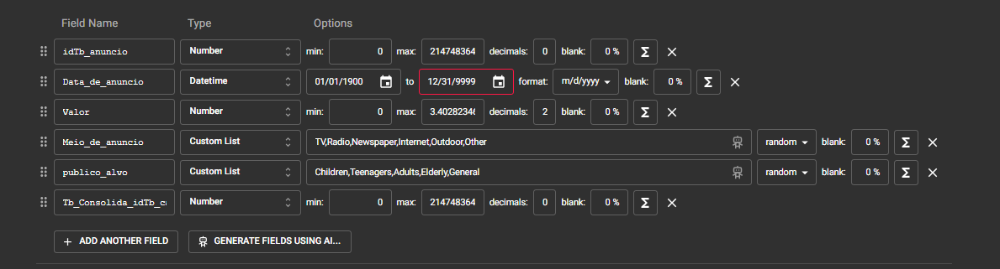 Field Name Type Options
idTb_anuncio Number min: 0 max: 214748364 decimals: 0 blank: 0 % Σ
Data_de_anuncio Datetime 01/01/1900 to 12/31/9999 format: m/d/yyyy blank: 0 % Σ
Valor Number min: 0 max: 3.40282346 decimals: 2 blank: 0 % Σ
Meio_de_anuncio Custom List TV,Radio,Newspaper,Internet,Outdoor,Other random blank: 0 % Σ
publico_alvo Custom List Children,Teenagers,Adults,Elderly,General random blank: 0 % Σ
Tb_Consolida_idTb_c Number min: 0 max: 214748364 decimals: 0 blank: 0 % Σ
+ ADD ANOTHER FIELD GENERATE FIELDS USING AI...